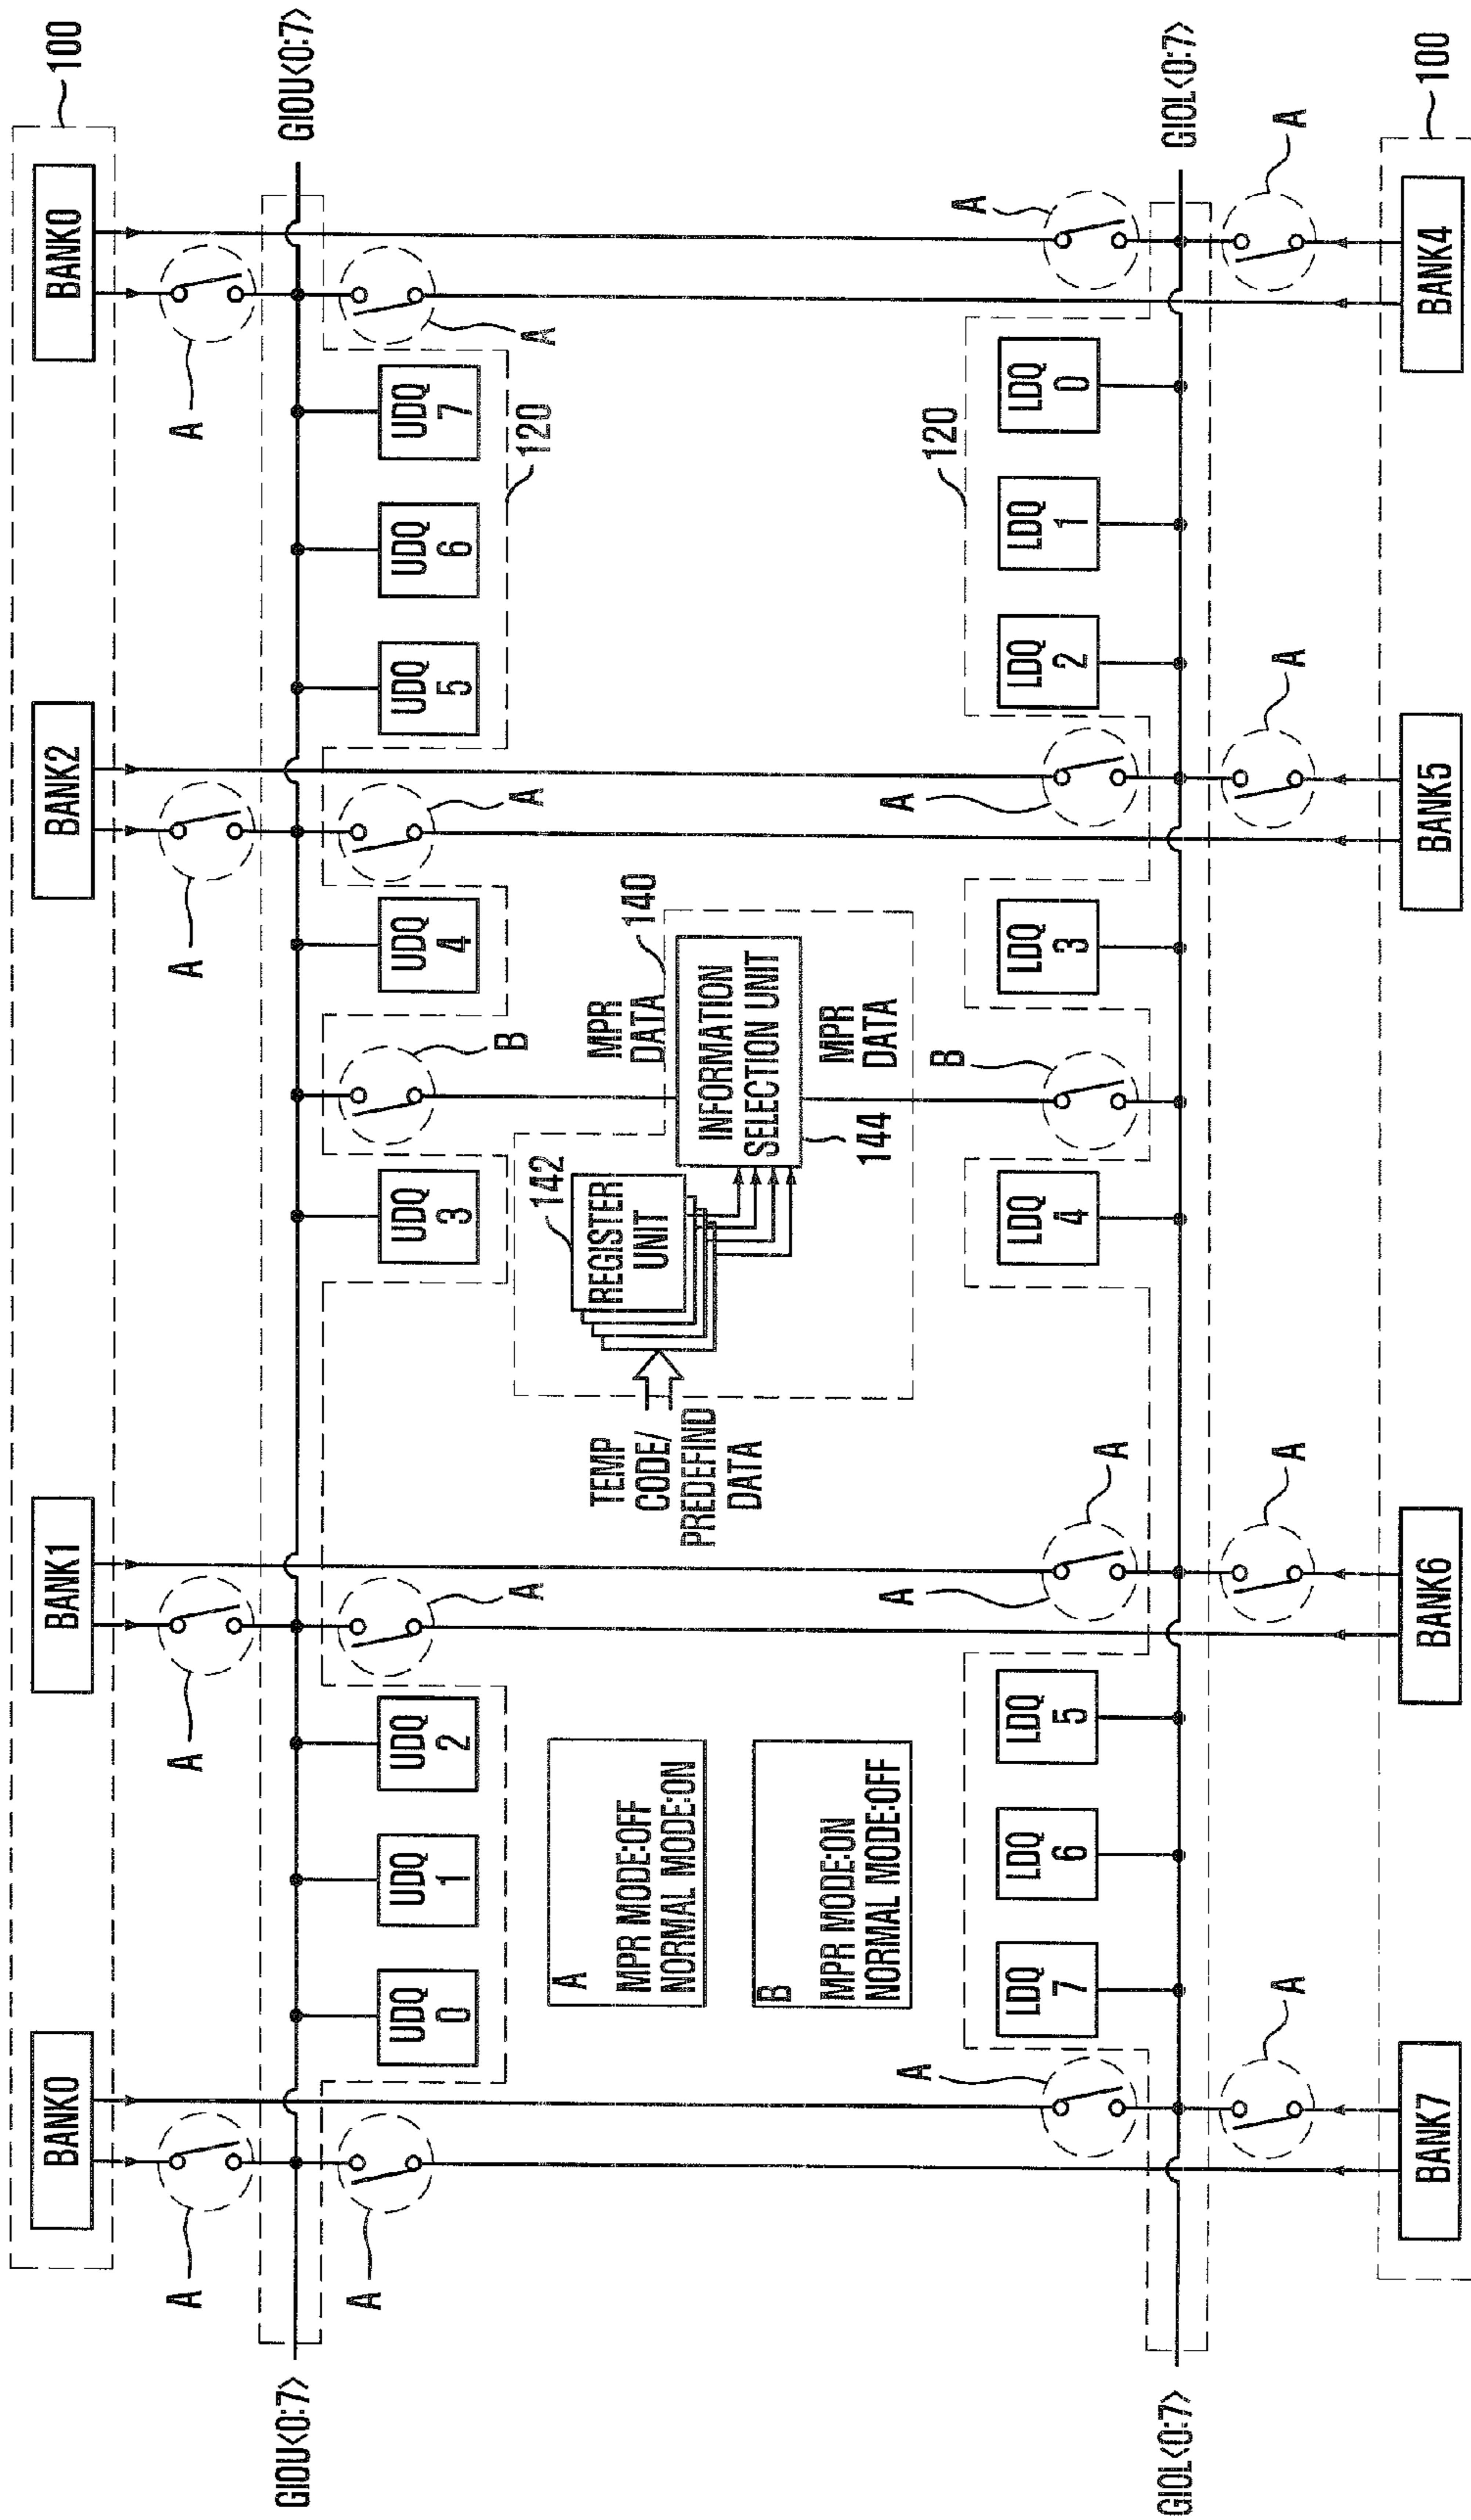 BANK0
BANK1
BANK2
BANK0
100
A
A
A
A
GIOU<0:7>
GIOU<0:7>
A
A
B
A
A
UDQ
0
UDQ
1
UDQ
2
UDQ
3
UDQ
4
UDQ
5
UDQ
6
UDQ
7
120
A
MPR MODE:OFF
NORMAL MODE:ON
B
MPR MODE:ON
NORMAL MODE:OFF
TEMP
CODE/
PREDEFIND
DATA
142
REGISTER
UNIT
MPR
DATA
140
INFORMATION
SELECTION UNIT
144
MPR
DATA
120
A
A
A
B
A
A
LDQ
7
LDQ
6
LDQ
5
LDQ
4
LDQ
3
LDQ
2
LDQ
1
LDQ
0
GIOL<0:7>
GIOL<0:7>
A
A
A
A
BANK7
BANK6
BANK5
BANK4
100